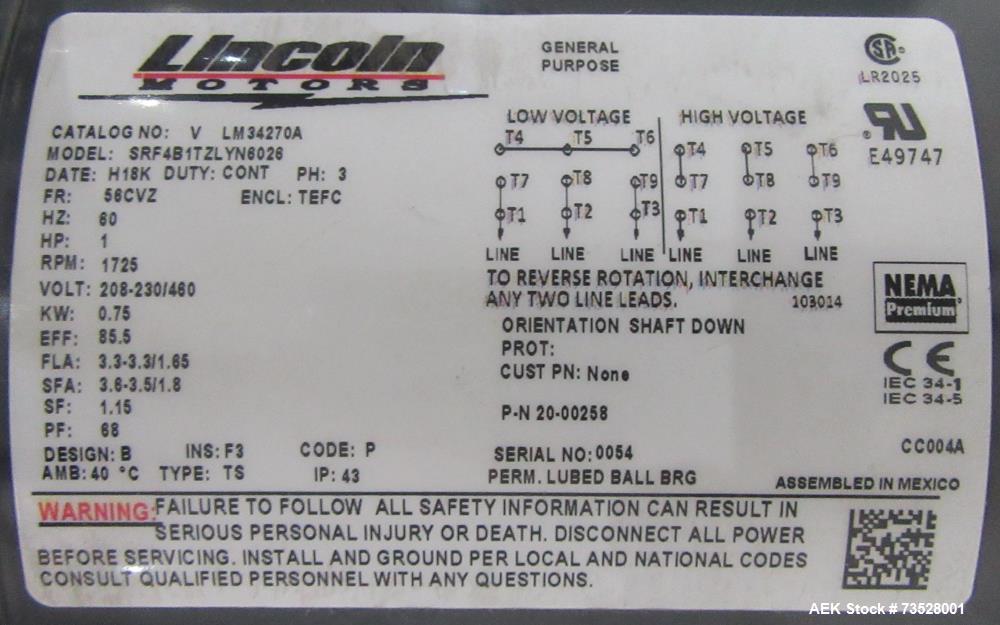 Lincoln
MOTORS
GENERAL
PURPOSE
LR2025
E49747
CATALOG NO: V LM34270A
MODEL: SRF4B1TZLYN6026
DATE: H18K DUTY: CONT PH: 3
FR: 56CVZ ENCL: TEFC
HZ: 60
HP: 1
RPM: 1725
VOLT: 208-230/460
KW: 0.75
EFF: 85.5
FLA: 3.3-3.3/1.65
SFA: 3.6-3.5/1.8
SF: 1.15
PF: 68
DESIGN: B INS: F3 CODE: P
AMB: 40 °C TYPE: TS IP: 43
LOW VOLTAGE HIGH VOLTAGE
T4 T5 T6 T4 T5 T6
T7 T8 T9 T7 T8 T9
T1 T2 T3 T1 T2 T3
LINE LINE LINE LINE LINE LINE
TO REVERSE ROTATION, INTERCHANGE
ANY TWO LINE LEADS. 103014
ORIENTATION SHAFT DOWN
PROT:
CUST PN: None
P-N 20-00258
SERIAL NO: 0054
PERM. LUBED BALL BRG
NEMA
Premium
CE
IEC 34-1
IEC 34-5
CC004A
ASSEMBLED IN MEXICO
WARNING: FAILURE TO FOLLOW ALL SAFETY INFORMATION CAN RESULT IN
SERIOUS PERSONAL INJURY OR DEATH. DISCONNECT ALL POWER
BEFORE SERVICING. INSTALL AND GROUND PER LOCAL AND NATIONAL CODES
CONSULT QUALIFIED PERSONNEL WITH ANY QUESTIONS.
AEK Stock # 73528001